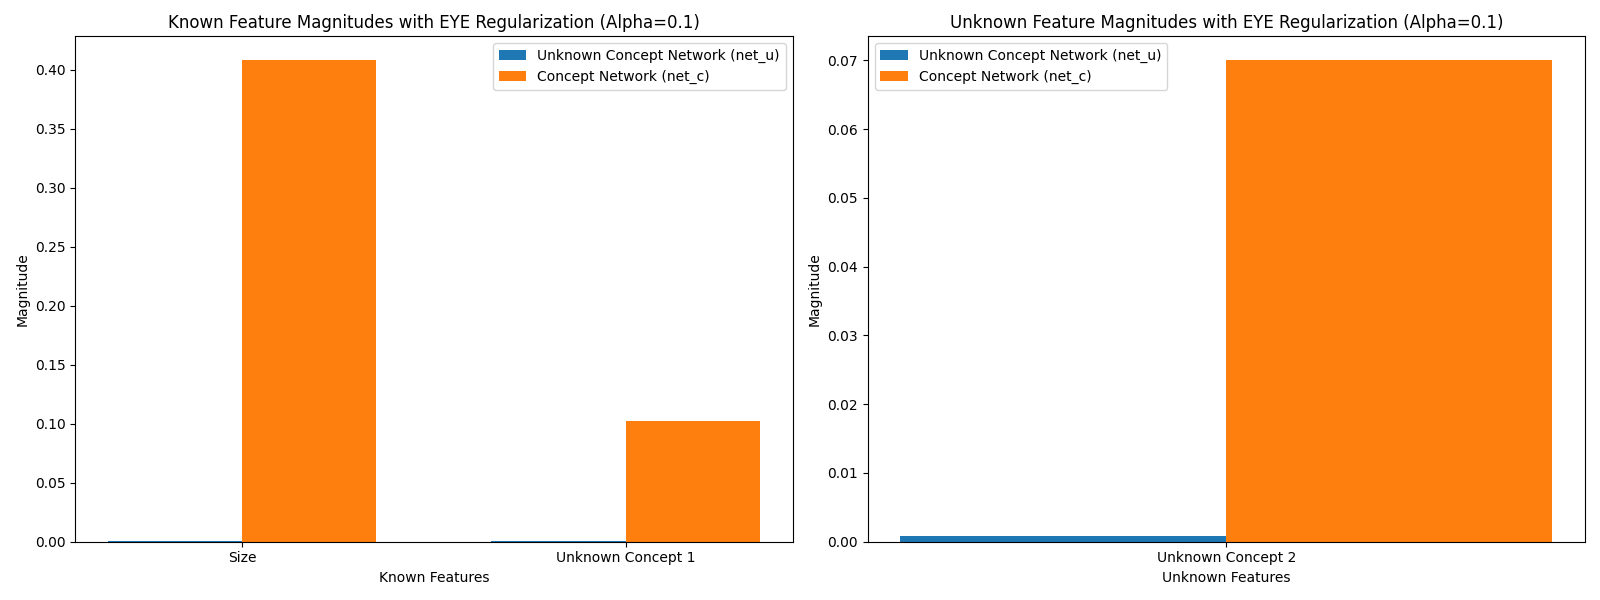 Known Feature Magnitudes with EYE Regularization (Alpha=0.1)
Unknown Concept Network (net_u)
Concept Network (net_c)
0.40
0.35
0.30
0.25
0.20
0.15
0.10
0.05
0.00
Magnitude
Size
Unknown Concept 1
Known Features
Unknown Feature Magnitudes with EYE Regularization (Alpha=0.1)
Unknown Concept Network (net_u)
Concept Network (net_c)
0.07
0.06
0.05
0.04
0.03
0.02
0.01
0.00
Magnitude
Unknown Concept 2
Unknown Features